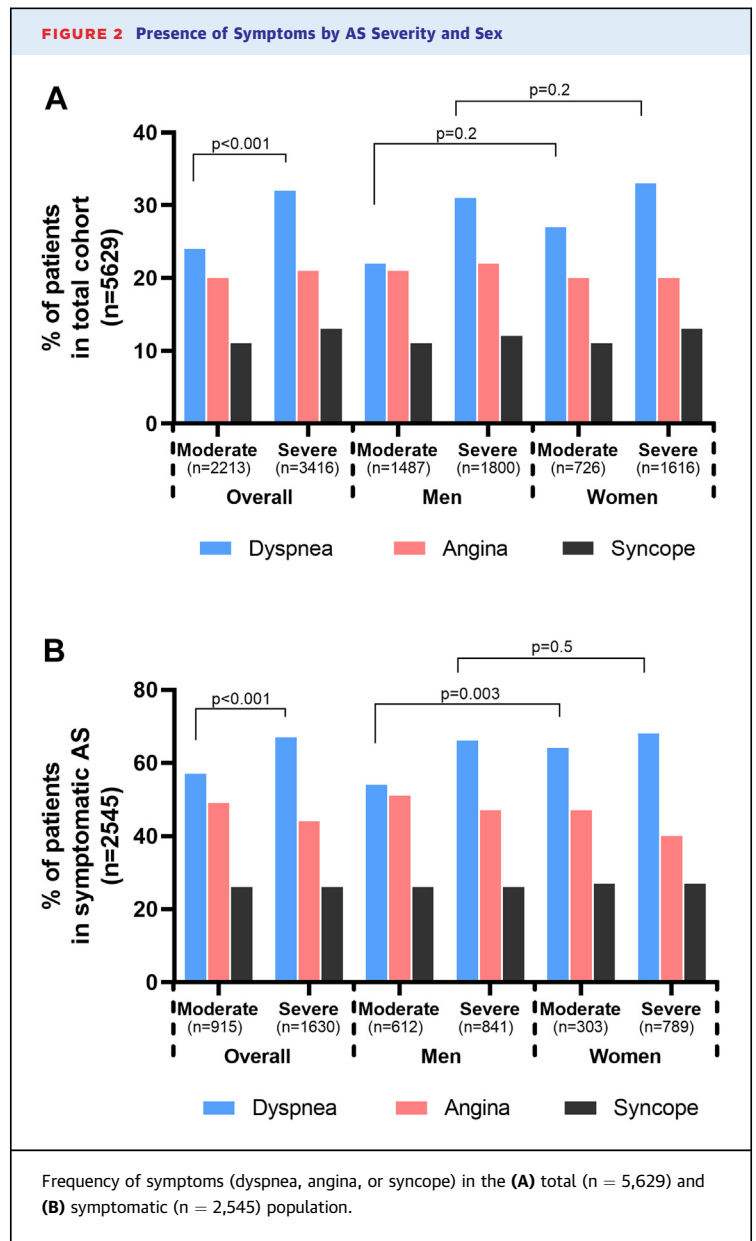 FIGURE 2 Presence of Symptoms by AS Severity and Sex
A
p=0.2
p=0.2
p<0.001
% of patients
in total cohort
(n=5629)
40
30
20
10
0
Moderate Severe Moderate Severe Moderate Severe
(n=2213) (n=3416) (n=1487) (n=1800) (n=726) (n=1616)
Overall Men Women
Dyspnea Angina Syncope
B
p=0.5
p=0.003
p<0.001
% of patients
in symptomatic AS
(n=2545)
80
60
40
20
0
Moderate Severe Moderate Severe Moderate Severe
(n=915) (n=1630) (n=612) (n=841) (n=303) (n=789)
Overall Men Women
Dyspnea Angina Syncope
Frequency of symptoms (dyspnea, angina, or syncope) in the (A) total (n = 5,629) and
(B) symptomatic (n = 2,545) population.